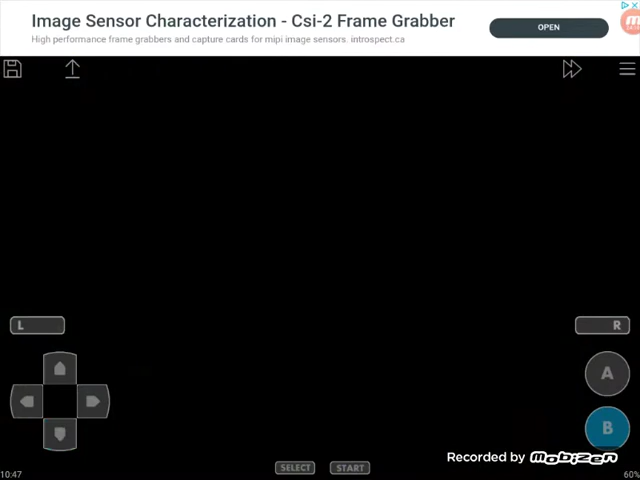 Image Sensor Characterization - Csi-2 Frame Grabber
High performance frame grabbers and capture cards for mipi image sensors. introspect.ca
OPEN
L
R
A
B
Recorded by mobizen
SELECT
START
10:47
60%